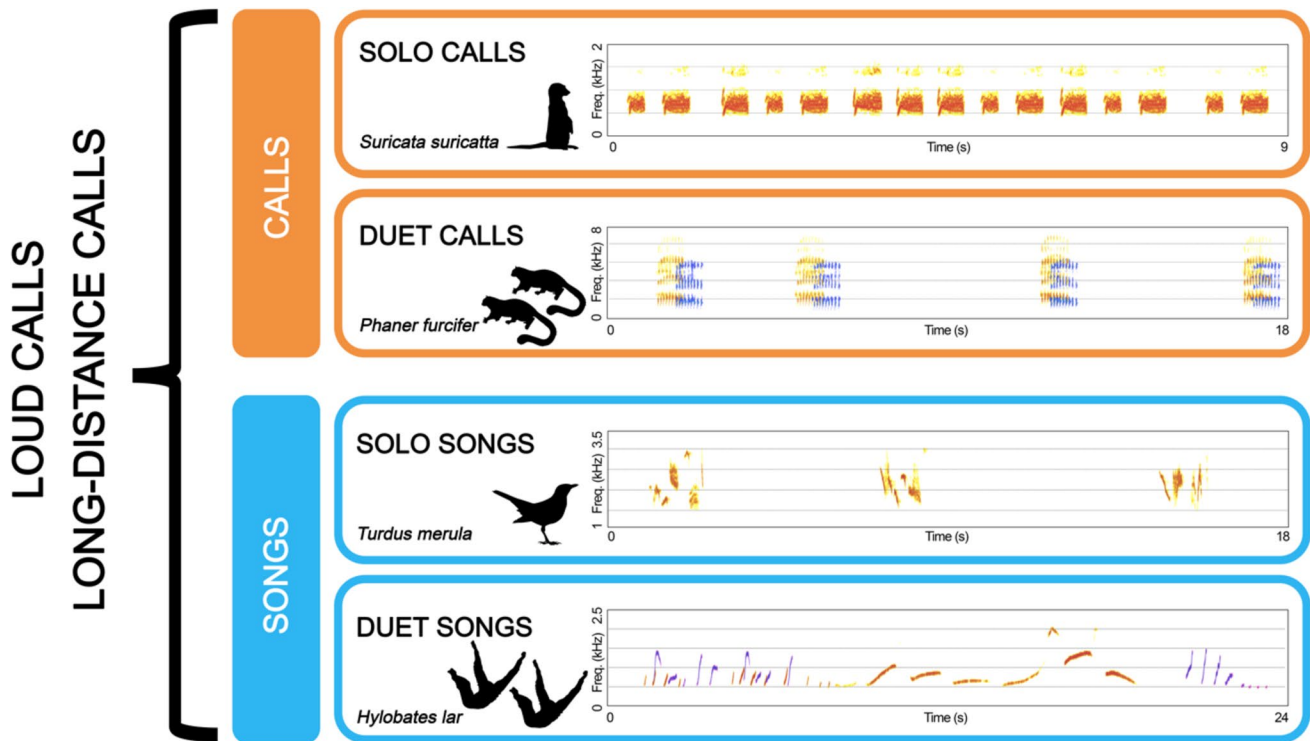 LOUD CALLS
LONG-DISTANCE CALLS
CALLS
SOLO CALLS
Suricata suricatta
Freq. (kHz)
2
0
0
Time (s)
9
DUET CALLS
Phaner furcifer
Freq. (kHz)
8
0
0
Time (s)
18
SONGS
SOLO SONGS
Turdus merula
Freq. (kHz)
3.5
1
0
Time (s)
18
DUET SONGS
Hylobates lar
Freq. (kHz)
2.5
0
0
Time (s)
24